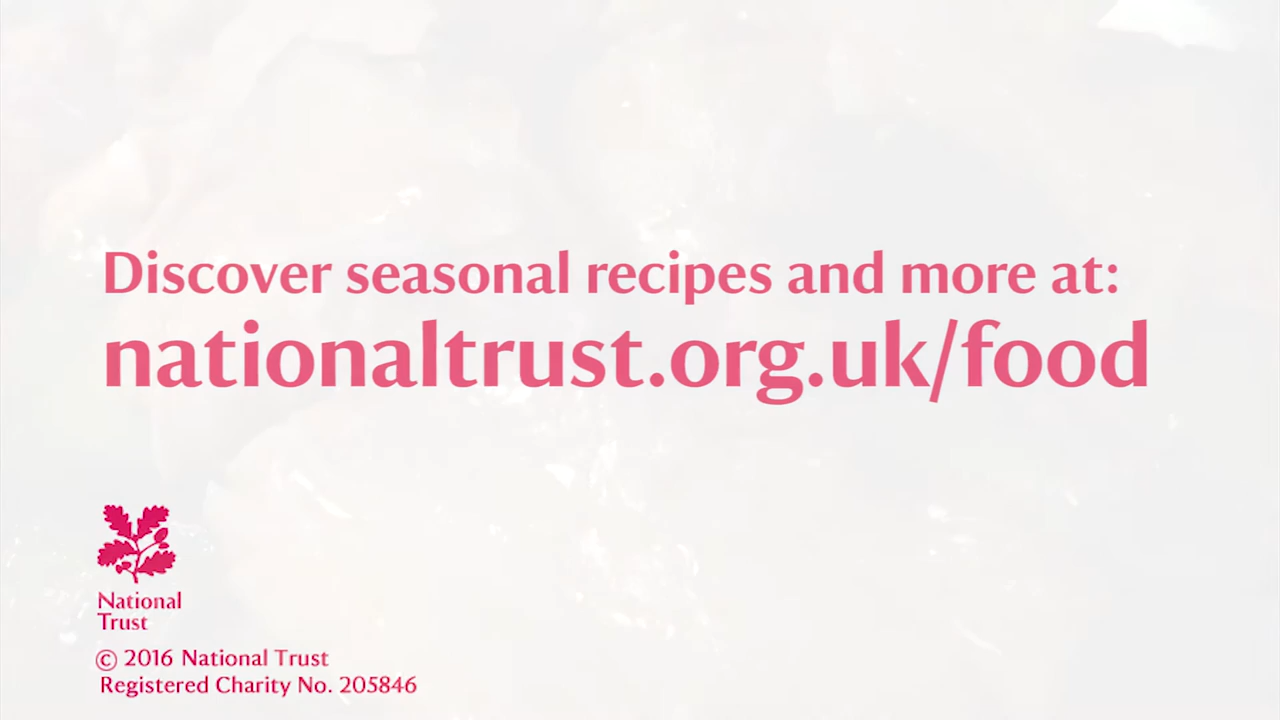 Discover seasonal recipes and more at:
nationaltrust.org.uk/food
National
Trust
© 2016 National Trust
Registered Charity No. 205846